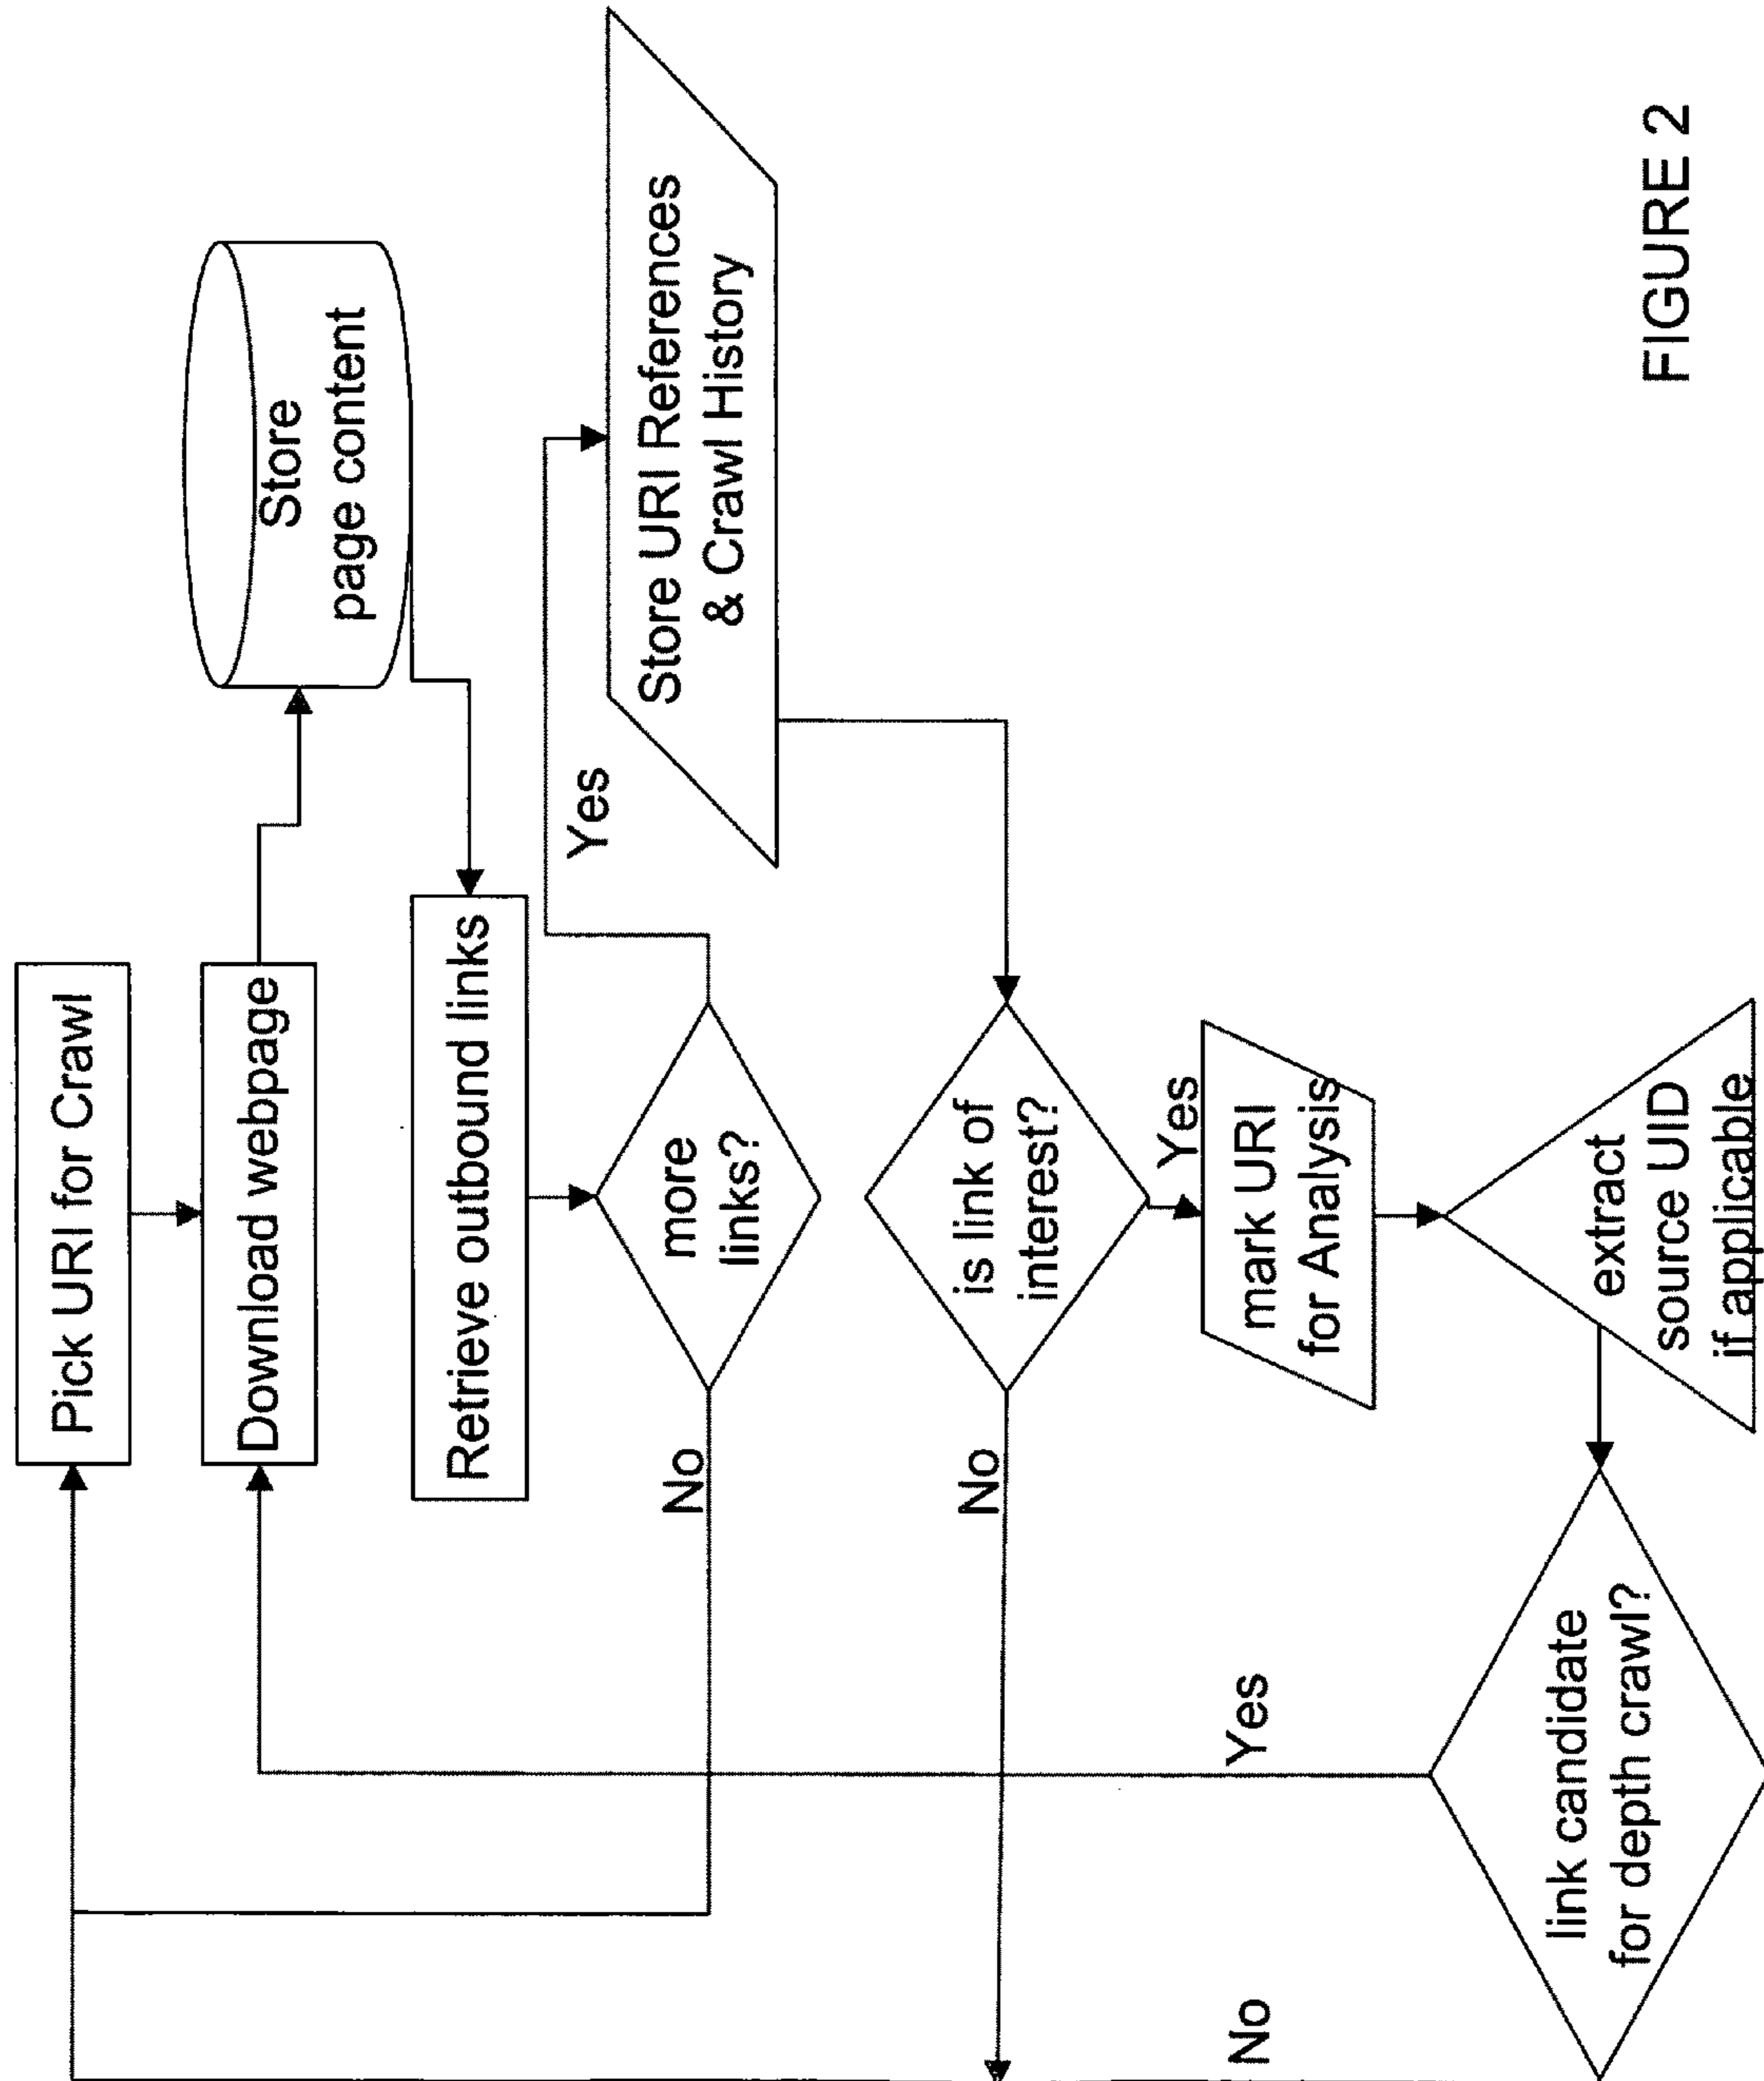 Pick URI for Crawl
Download webpage
Store
page content
Retrieve outbound links
more
links?
Yes
No
Store URI References
& Crawl History
is link of
interest?
No
Yes
mark URI
for Analysis
extract
source UID
if applicable
link candidate
for depth crawl?
Yes
No
FIGURE 2